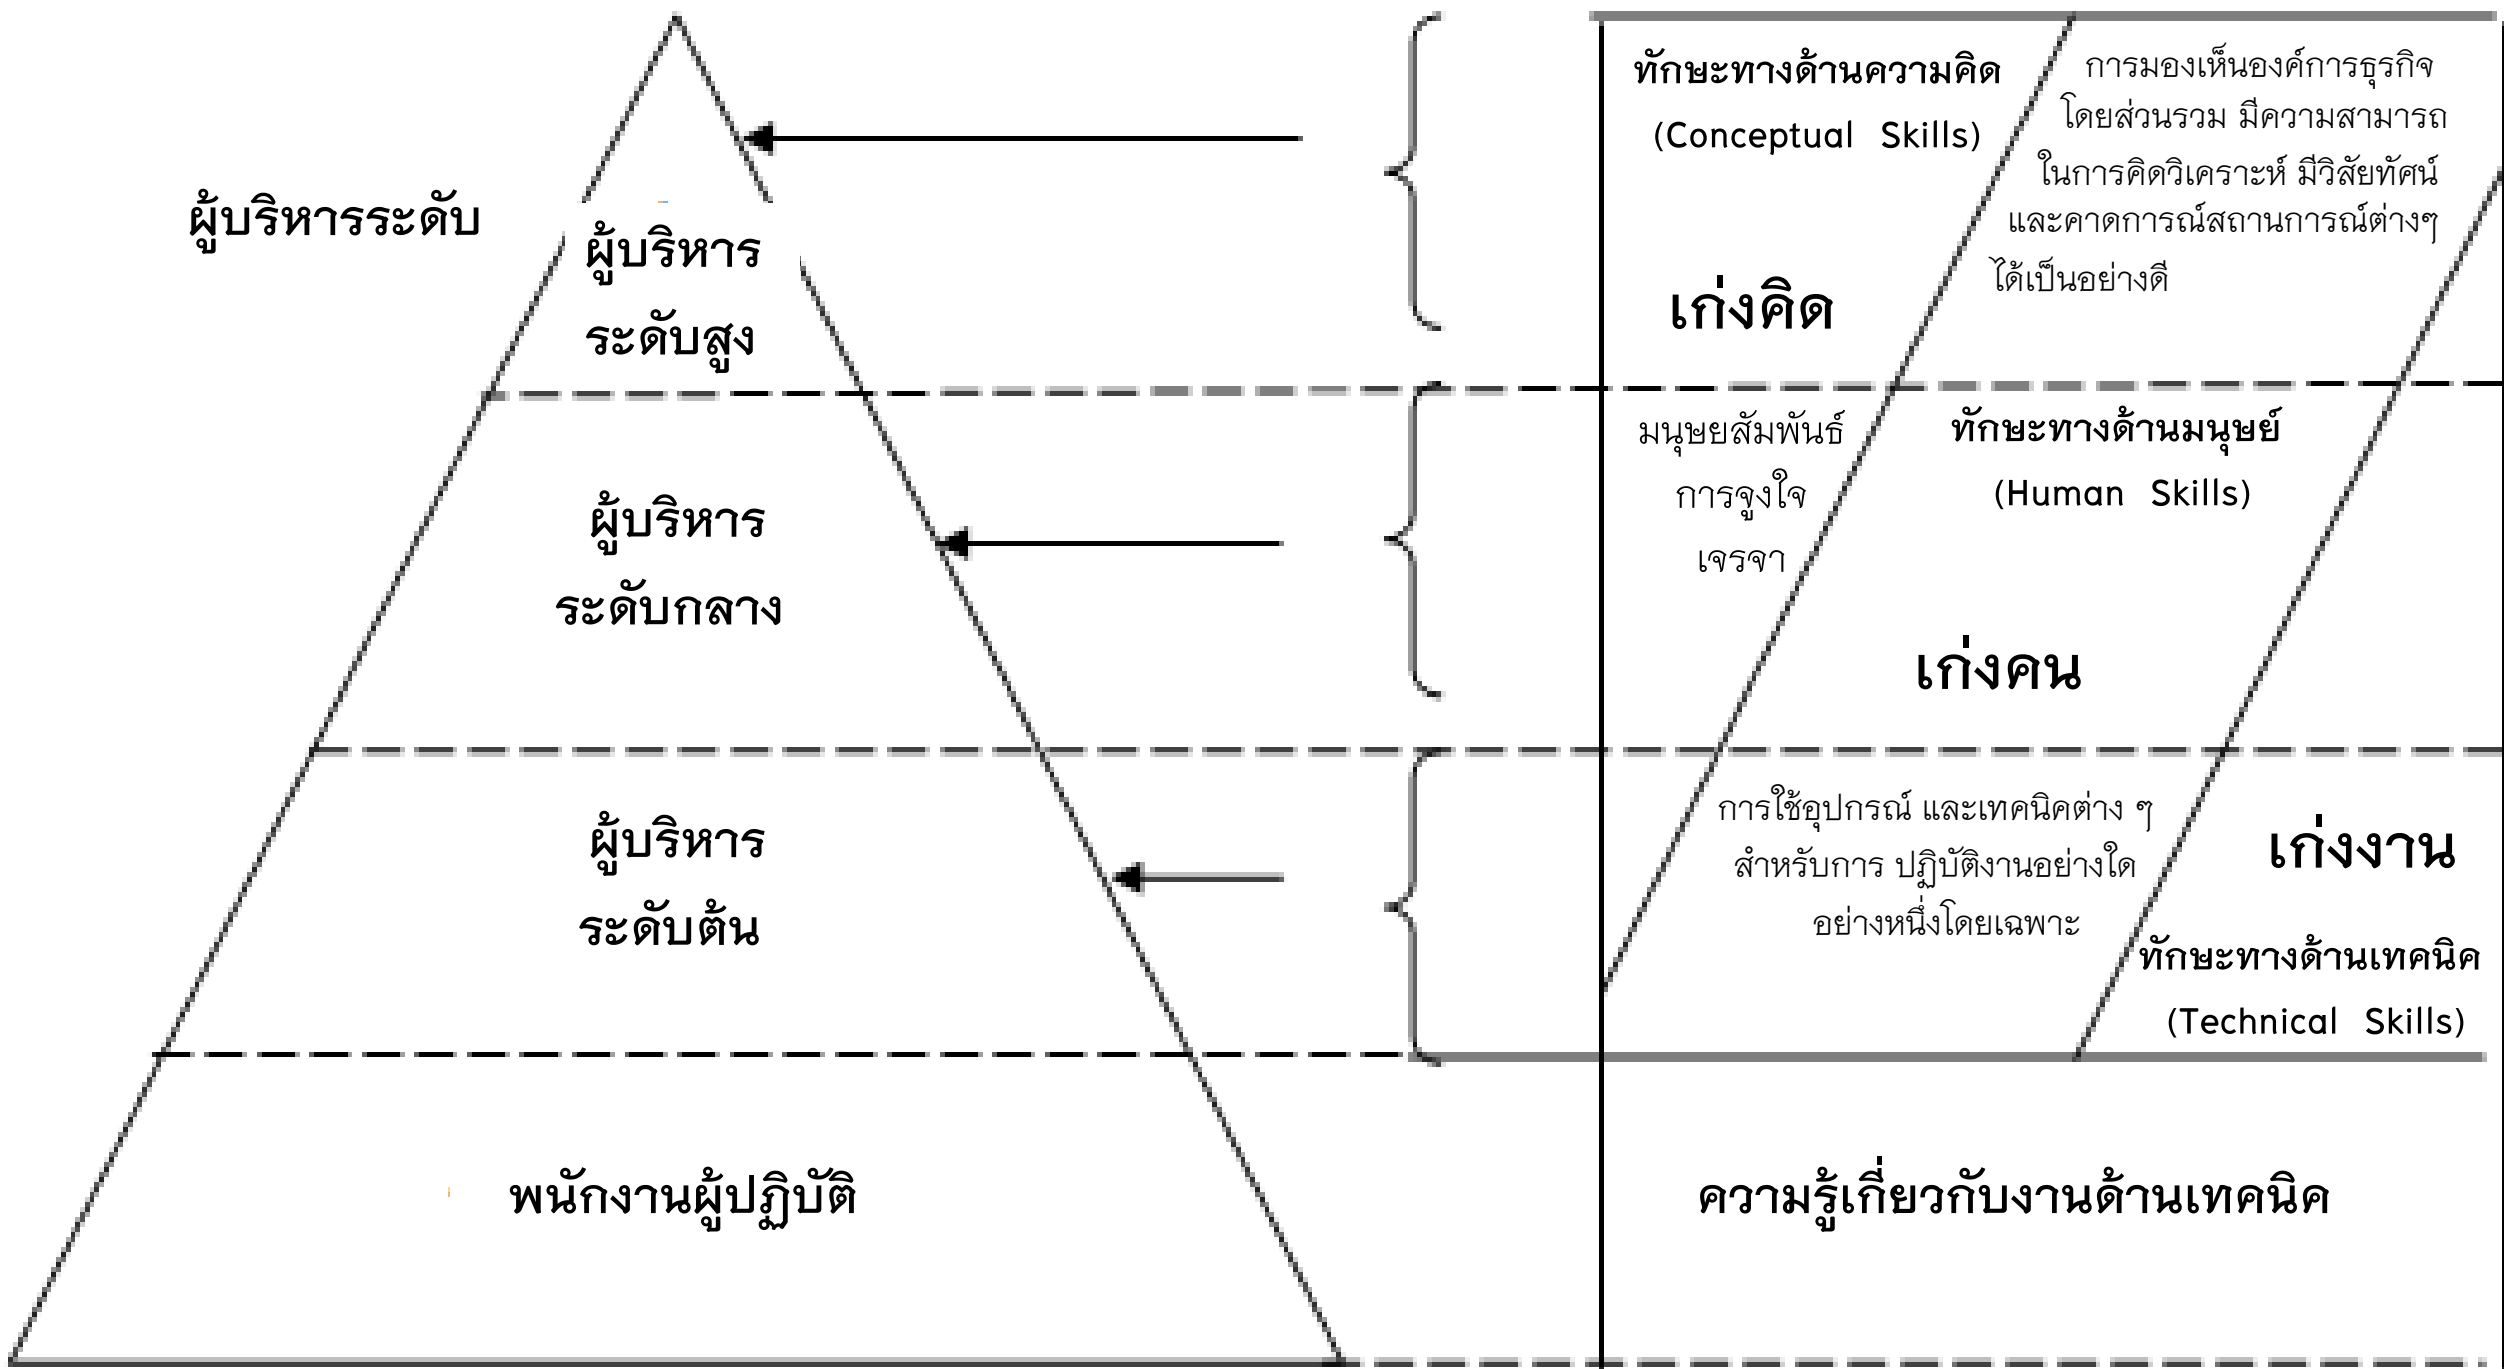 ผู้บริหารระดับ
ผู้บริหาร
ระดับสูง
ทักษะทางด้านความคิด
(Conceptual Skills)
เก่งคิด
การมองเห็นองค์การธุรกิจ
โดยส่วนรวม มีความสามารถ
ในการคิดวิเคราะห์ มีวิสัยทัศน์
และคาดการณ์สถานการณ์ต่างๆ
ได้เป็นอย่างดี
ผู้บริหาร
ระดับกลาง
มนุษยสัมพันธ์
การจูงใจ
เจรจา
ทักษะทางด้านมนุษย์
(Human Skills)
เก่งคน
ผู้บริหาร
ระดับต้น
การใช้อุปกรณ์ และเทคนิคต่าง ๆ
สำหรับการ ปฏิบัติงานอย่างใด
อย่างหนึ่งโดยเฉพาะ
เก่งงาน
ทักษะทางด้านเทคนิค
(Technical Skills)
พนักงานผู้ปฏิบัติ
ความรู้เกี่ยวกับงานด้านเทคนิค